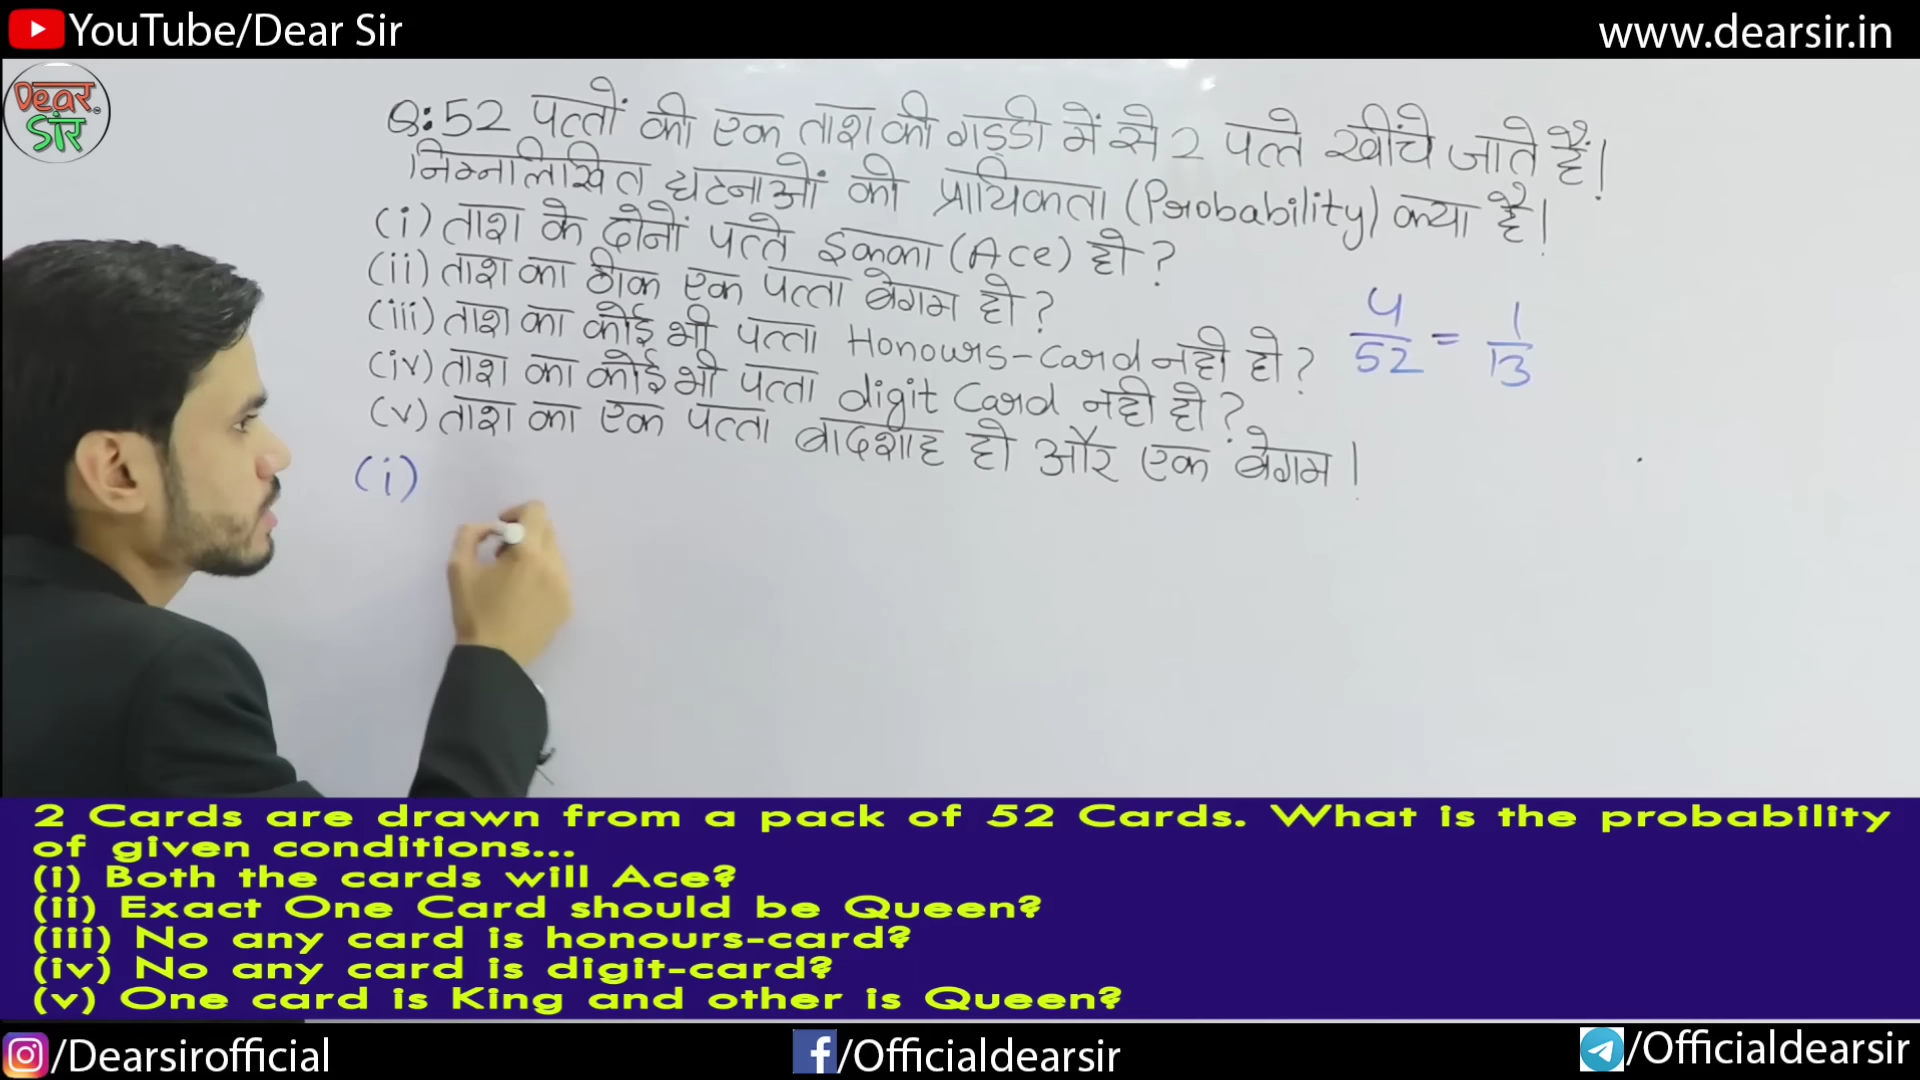 YouTube/Dear Sir
www.dearsir.in
Dear
सर
Q:52 पत्तों की एक ताश की गड्डी में से 2 पत्ते खींचे जाते हैं।
निम्नलिखित घटनाओं की प्रायिकता (Probability) क्या है।
(i) ताश के दोनों पत्ते इक्का (Ace) हो?
(ii) ताश का ठीक एक पत्ता बेगम हो?
(iii) ताश का कोई भी पत्ता Honours-card नही हो?
(iv) ताश का कोई भी पत्ता digit Card नही हो?
(v) ताश का एक पत्ता बादशाह हो और एक बेगम।
4/52 = 1/13
(i)
2 Cards are drawn from a pack of 52 Cards. What is the probability
of given conditions...
(i) Both the cards will Ace?
(ii) Exact One Card should be Queen?
(iii) No any card is honours-card?
(iv) No any card is digit-card?
(v) One card is King and other is Queen?
/Dearsirofficial
/Officialdearsir
/Officialdearsir